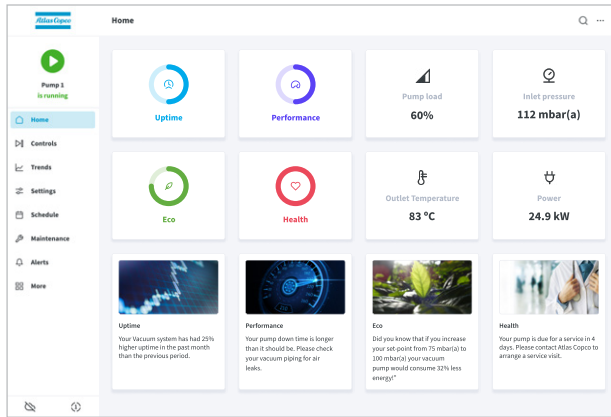 Atlas Copco
Home
Pump 1
is running
Home
Controls
Trends
Settings
Schedule
Maintenance
Alerts
More
Uptime
Performance
Pump load
60%
Inlet pressure
112 mbar(a)
Eco
Health
Outlet Temperature
83 °C
Power
24.9 kW
Uptime
Your Vacuum system has had 25%
higher uptime in the past month
than the previous period.
Performance
Your pump down time is longer
than it should be. Please check
your vacuum piping for air
leaks.
Eco
Did you know that if you increase
your set-point from 75 mbar(a) to
100 mbar(a) your vacuum
pump would consume 32% less
energy!"
Health
Your pump is due for a service in 4
days. Please contact Atlas Copco to
arrange a service visit.